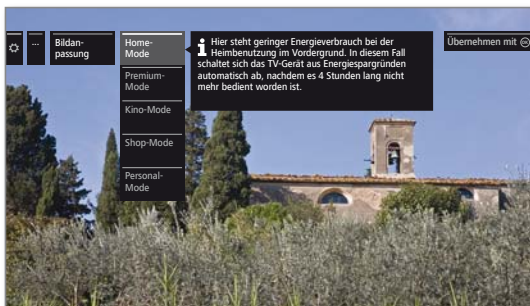 ...
Bildan-
passung
Home-
Mode
Premium-
Mode
Kino-Mode
Shop-Mode
Personal-
Mode
Hier steht geringer Energieverbrauch bei der
Heimbenutzung im Vordergrund. In diesem Fall
schaltet sich das TV-Gerät aus Energiespargründen
automatisch ab, nachdem es 4 Stunden lang nicht
mehr bedient worden ist.
Übernehmen mit